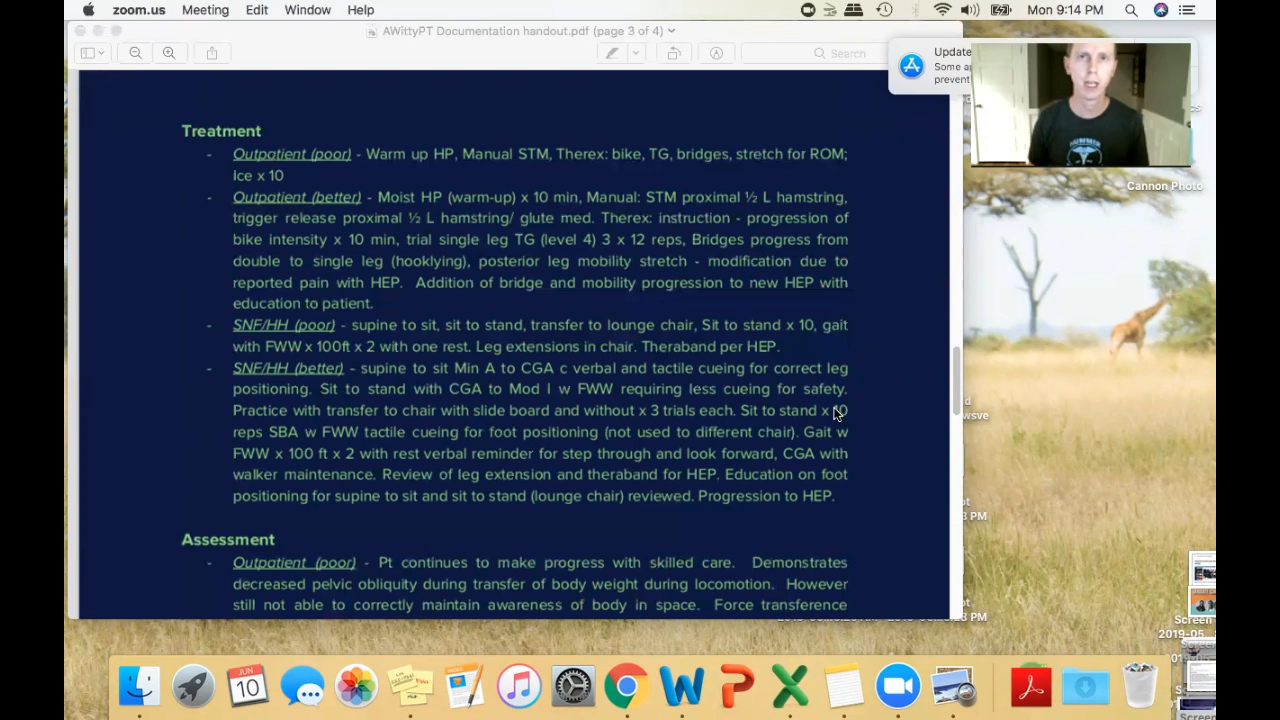 zoom.us Meeting Edit Window Help Mon 9:14 PM
AWittyPT Documentation handout.pdf (page 3 of 4)
Search
Update
Some ap
prevent
Cannon Photo
Treatment
- Outpatient (poor) - Warm up HP, Manual STM, Therex: bike, TG, bridges, stretch for ROM;
Ice x 10
- Outpatient (better) - Moist HP (warm-up) x 10 min, Manual: STM proximal ½ L hamstring,
trigger release proximal ½ L hamstring/ glute med. Therex: instruction - progression of
bike intensity x 10 min, trial single leg TG (level 4) 3 x 12 reps, Bridges progress from
double to single leg (hooklying), posterior leg mobility stretch - modification due to
reported pain with HEP. Addition of bridge and mobility progression to new HEP with
education to patient.
- SNF/HH (poor) - supine to sit, sit to stand, transfer to lounge chair, Sit to stand x 10, gait
with FWW x 100ft x 2 with one rest. Leg extensions in chair. Theraband per HEP.
- SNF/HH (better) - supine to sit Min A to CGA c verbal and tactile cueing for correct leg
positioning. Sit to stand with CGA to Mod I w FWW requiring less cueing for safety.
Practice with transfer to chair with slide board and without x 3 trials each. Sit to stand x 10
reps SBA w FWW tactile cueing for foot positioning (not used to different chair). Gait w
FWW x 100 ft x 2 with rest verbal reminder for step through and look forward, CGA with
walker maintenance. Review of leg extension and theraband for HEP. Education on foot
positioning for supine to sit and sit to stand (lounge chair) reviewed. Progression to HEP.
Assessment
- Outpatient (poor) - Pt continues to make progress with skilled care. Demonstrates
decreased pelvic obliquity during transfer of body weight during locomotion. However
still not able to correctly maintain awareness of body in space. Force transference
Screen
2019-05
JUN
10